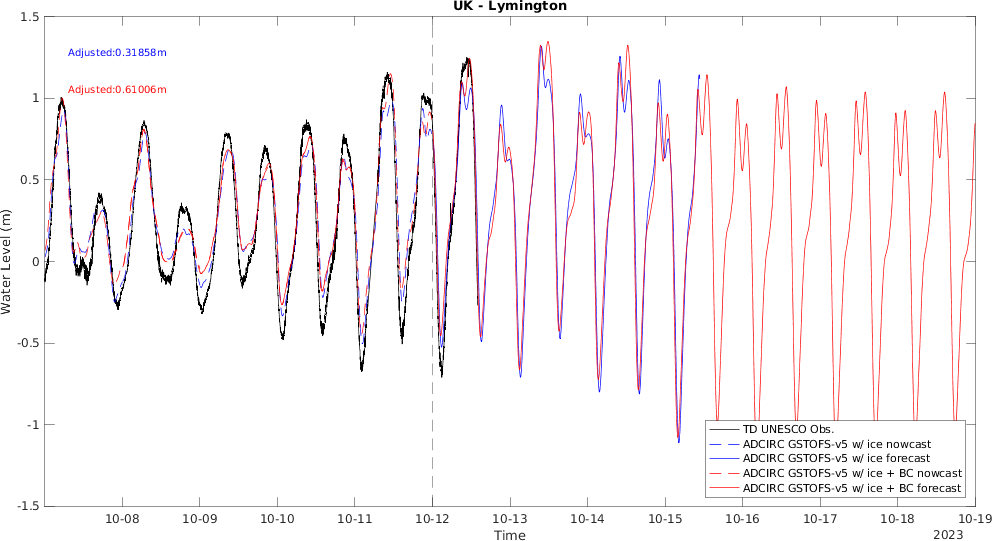 UK - Lymington
1.5
Adjusted:0.31858m
Adjusted:0.61006m
1
0.5
0
-0.5
-1
-1.5
Water Level (m)
TD UNESCO Obs.
ADCIRC GSTOFS-v5 w/ ice nowcast
ADCIRC GSTOFS-v5 w/ ice forecast
ADCIRC GSTOFS-v5 w/ ice + BC nowcast
ADCIRC GSTOFS-v5 w/ ice + BC forecast
10-08 10-09 10-10 10-11 10-12 10-13 10-14 10-15 10-16 10-17 10-18 10-19
Time
2023